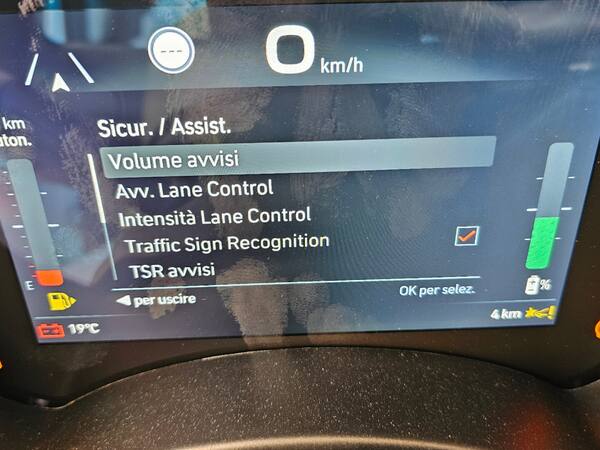 ---
0 km/h
km
Sicur. / Assist.
Volume avvisi
Avv. Lane Control
Intensità Lane Control
Traffic Sign Recognition
TSR avvisi
E
%
◀ per uscire
OK per selez.
19°C
4 km